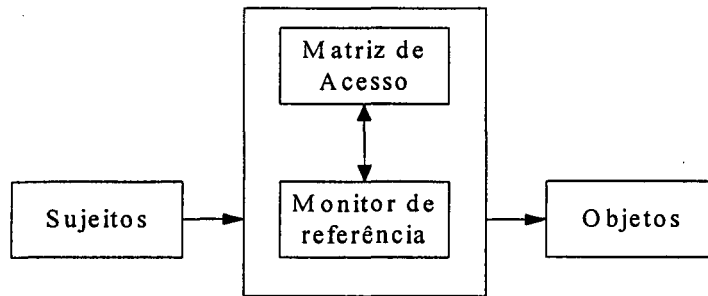 Matriz de
Acesso
Sujeitos
Monitor de
referência
Objetos